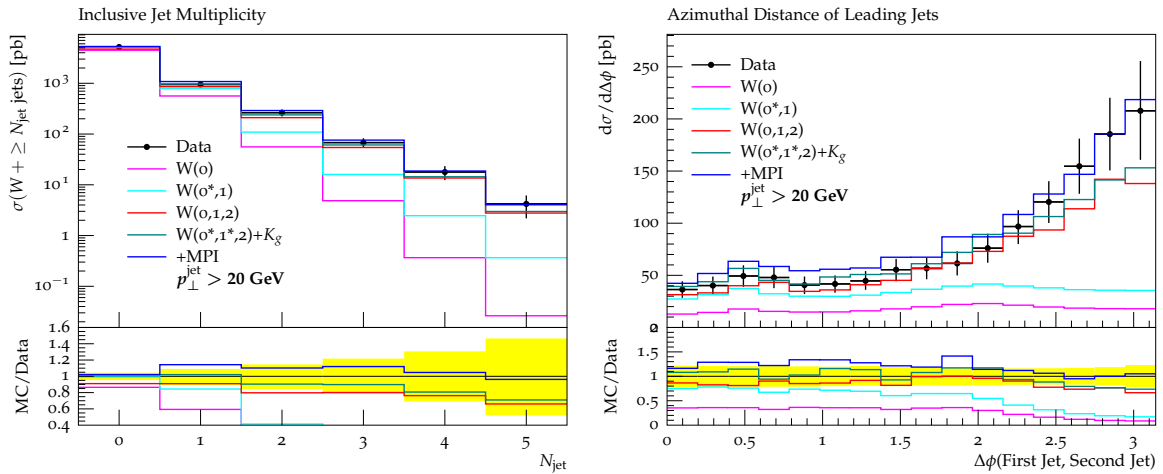 Inclusive Jet Multiplicity
σ(W + ≥ N_jet jets) [pb]
10^3
10^2
10^1
1
10^−1
Data
W(0)
W(0*,1)
W(0,1,2)
W(0*,1*,2)+K_g
+MPI
p_⊥^jet > 20 GeV
MC/Data
1.6
1.4
1.2
1.0
0.8
0.6
0.4
0 1 2 3 4 5
N_jet
Azimuthal Distance of Leading Jets
dσ/dΔϕ [pb]
250
200
150
100
50
0
Data
W(0)
W(0*,1)
W(0,1,2)
W(0*,1*,2)+K_g
+MPI
p_⊥^jet > 20 GeV
MC/Data
2
1.5
1
0.5
0
0 0.5 1 1.5 2 2.5 3
Δϕ(First Jet, Second Jet)